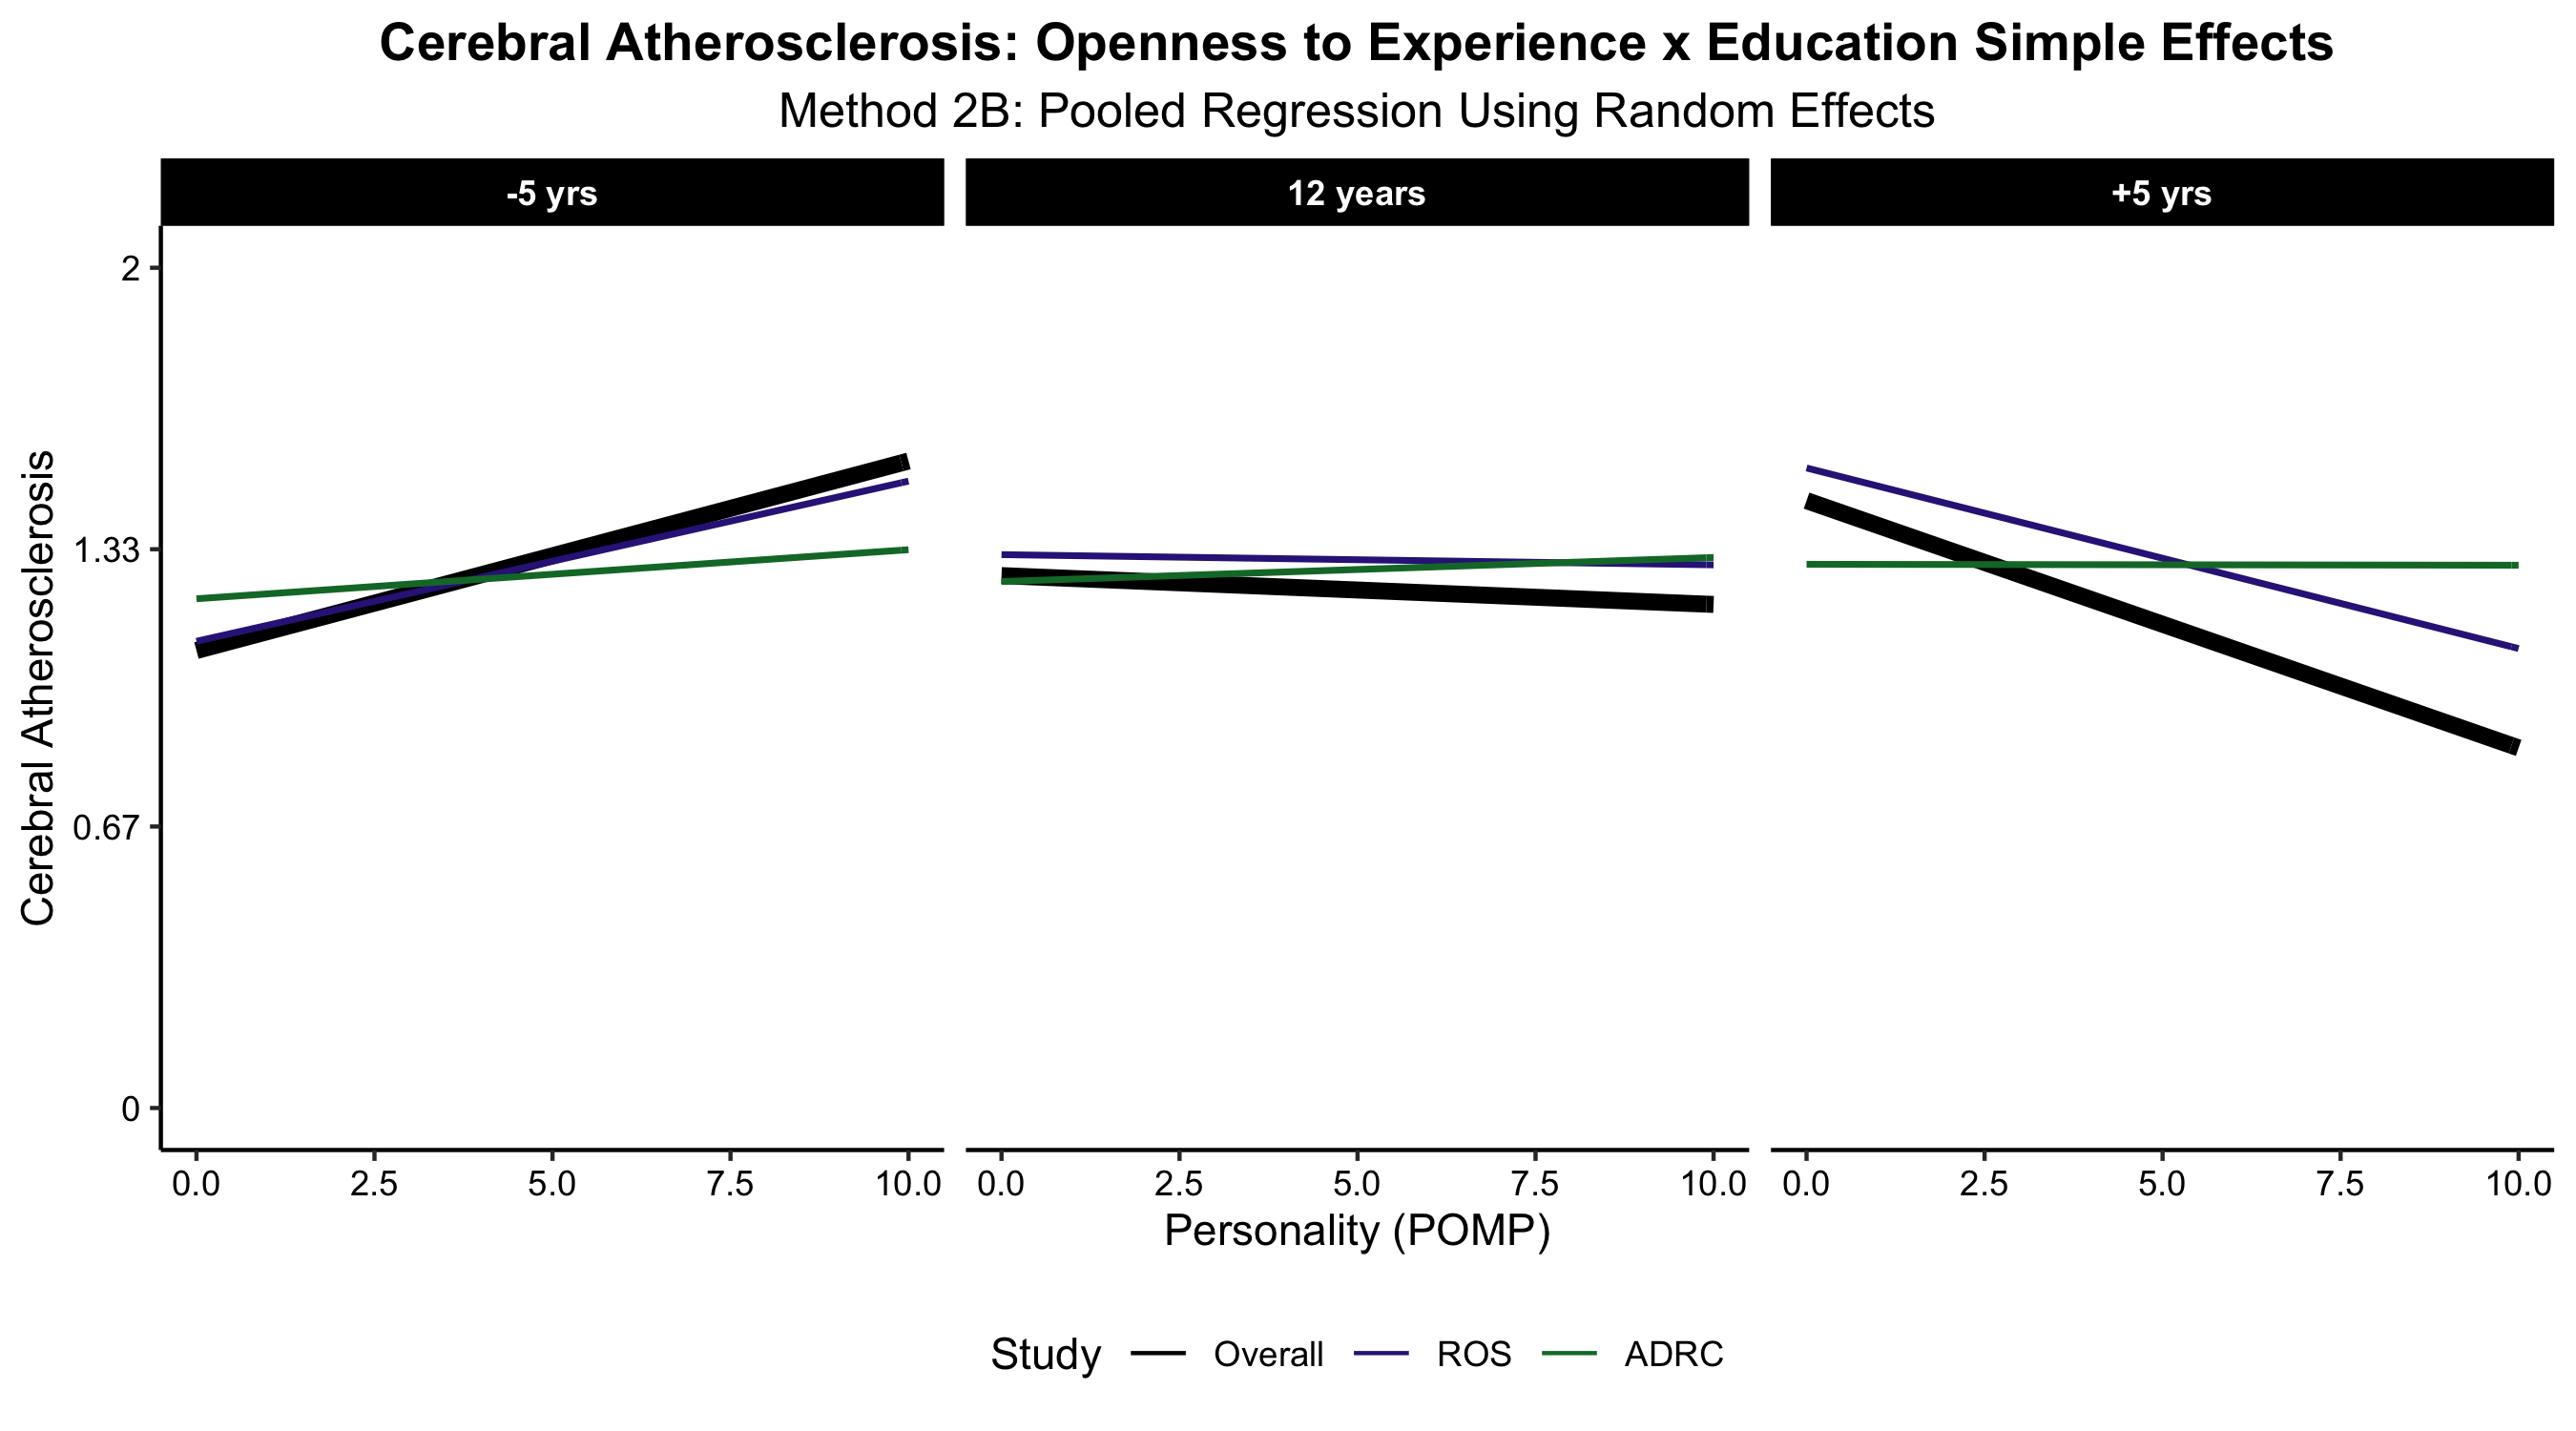 Cerebral Atherosclerosis: Openness to Experience x Education Simple Effects
Method 2B: Pooled Regression Using Random Effects
-5 yrs
12 years
+5 yrs
Cerebral Atherosclerosis
2
1.33
0.67
0
0.0 2.5 5.0 7.5 10.0
0.0 2.5 5.0 7.5 10.0
0.0 2.5 5.0 7.5 10.0
Personality (POMP)
Study Overall ROS ADRC